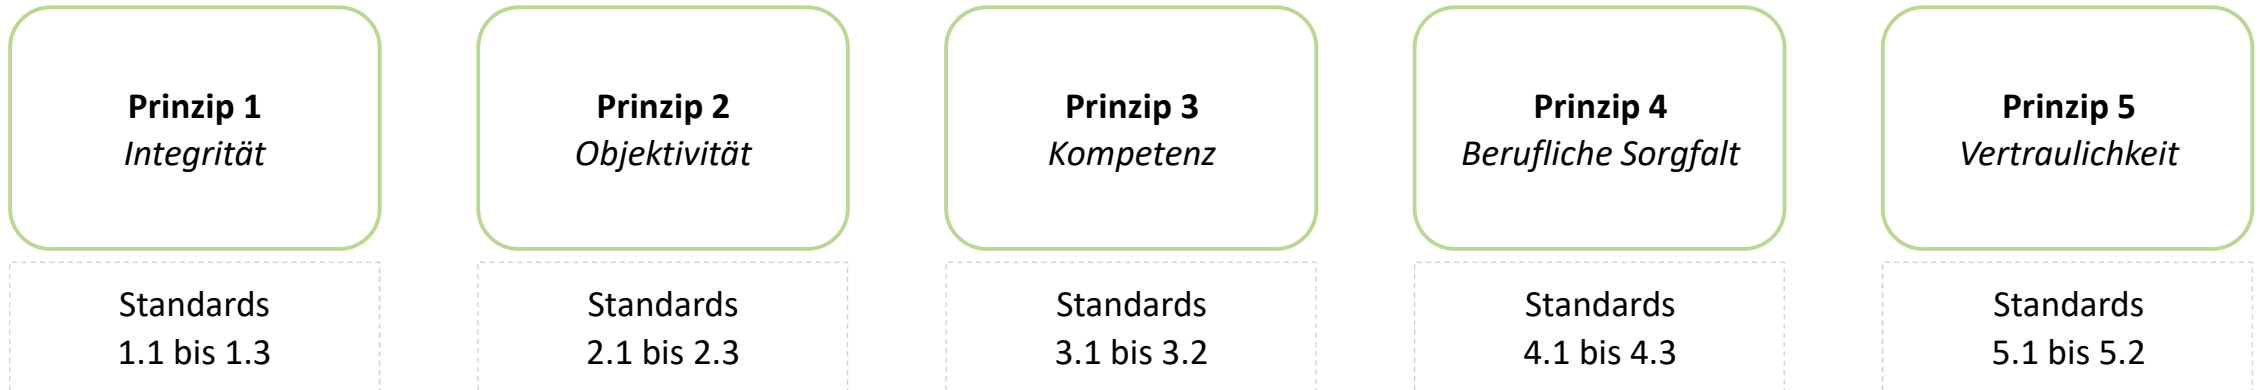 Prinzip 1
Integrität
Prinzip 2
Objektivität
Prinzip 3
Kompetenz
Prinzip 4
Berufliche Sorgfalt
Prinzip 5
Vertraulichkeit
Standards
1.1 bis 1.3
Standards
2.1 bis 2.3
Standards
3.1 bis 3.2
Standards
4.1 bis 4.3
Standards
5.1 bis 5.2